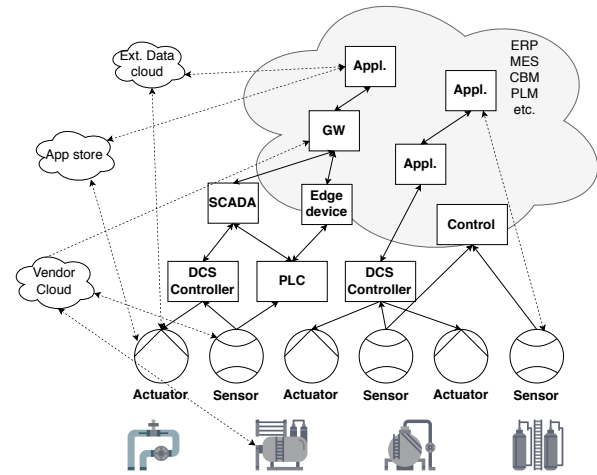 Ext. Data
cloud
Appl.
ERP
MES
CBM
PLM
etc.
Appl.
GW
App store
Appl.
SCADA
Edge
device
Control
Vendor
Cloud
DCS
Controller
PLC
DCS
Controller
Actuator
Sensor
Actuator
Sensor
Actuator
Sensor